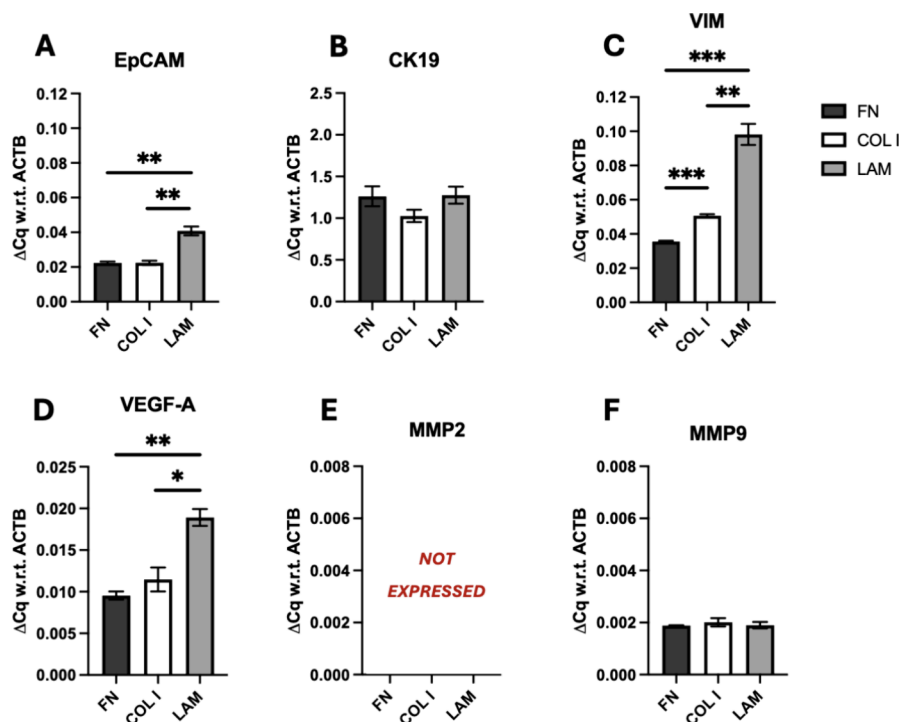 A
EpCAM
ΔCq w.r.t. ACTB
0.12
0.10
0.08
0.06
0.04
0.02
0.00
**
**
FN
COL I
LAM
B
CK19
ΔCq w.r.t. ACTB
2.5
2.0
1.5
1.0
0.5
0.0
FN
COL I
LAM
C
VIM
ΔCq w.r.t. ACTB
0.12
0.10
0.08
0.06
0.04
0.02
0.00
***
**
***
FN
COL I
LAM
FN
COL I
LAM
D
VEGF-A
ΔCq w.r.t. ACTB
0.025
0.020
0.015
0.010
0.005
0.000
**
*
FN
COL I
LAM
E
MMP2
ΔCq w.r.t. ACTB
0.008
0.006
0.004
0.002
0.000
NOT
EXPRESSED
FN
COL I
LAM
F
MMP9
ΔCq w.r.t. ACTB
0.008
0.006
0.004
0.002
0.000
FN
COL I
LAM